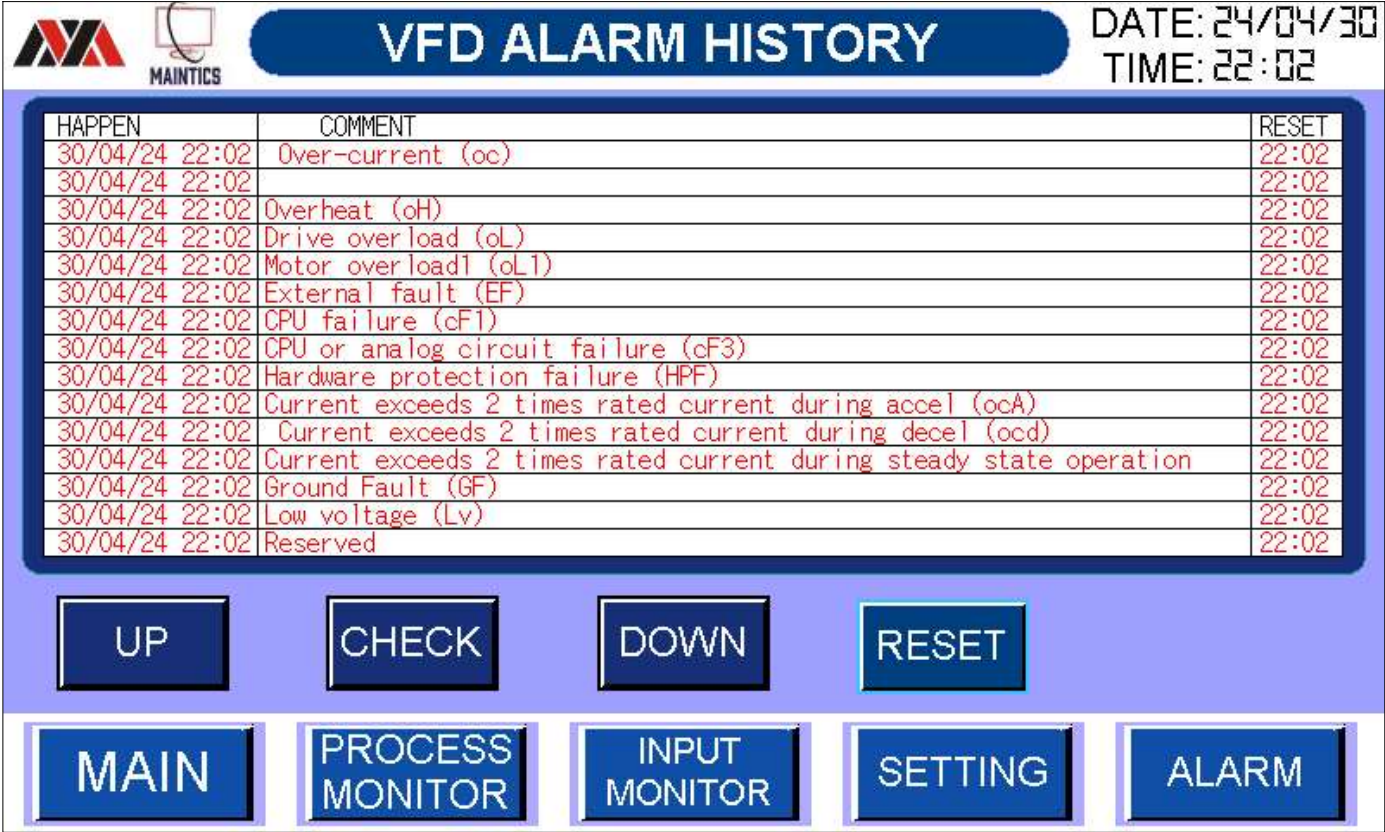 MAINTICS
VFD ALARM HISTORY
DATE: 24/04/30
TIME: 22:02
HAPPEN COMMENT RESET
30/04/24 22:02 Over-current (oc) 22:02
30/04/24 22:02 22:02
30/04/24 22:02 Overheat (oH) 22:02
30/04/24 22:02 Drive overload (oL) 22:02
30/04/24 22:02 Motor overload1 (oL1) 22:02
30/04/24 22:02 External fault (EF) 22:02
30/04/24 22:02 CPU failure (cF1) 22:02
30/04/24 22:02 CPU or analog circuit failure (cF3) 22:02
30/04/24 22:02 Hardware protection failure (HPF) 22:02
30/04/24 22:02 Current exceeds 2 times rated current during accel (ocA) 22:02
30/04/24 22:02 Current exceeds 2 times rated current during decel (ocd) 22:02
30/04/24 22:02 Current exceeds 2 times rated current during steady state operation 22:02
30/04/24 22:02 Ground Fault (GF) 22:02
30/04/24 22:02 Low voltage (Lv) 22:02
30/04/24 22:02 Reserved 22:02
UP CHECK DOWN RESET
MAIN
PROCESS
MONITOR
INPUT
MONITOR
SETTING
ALARM